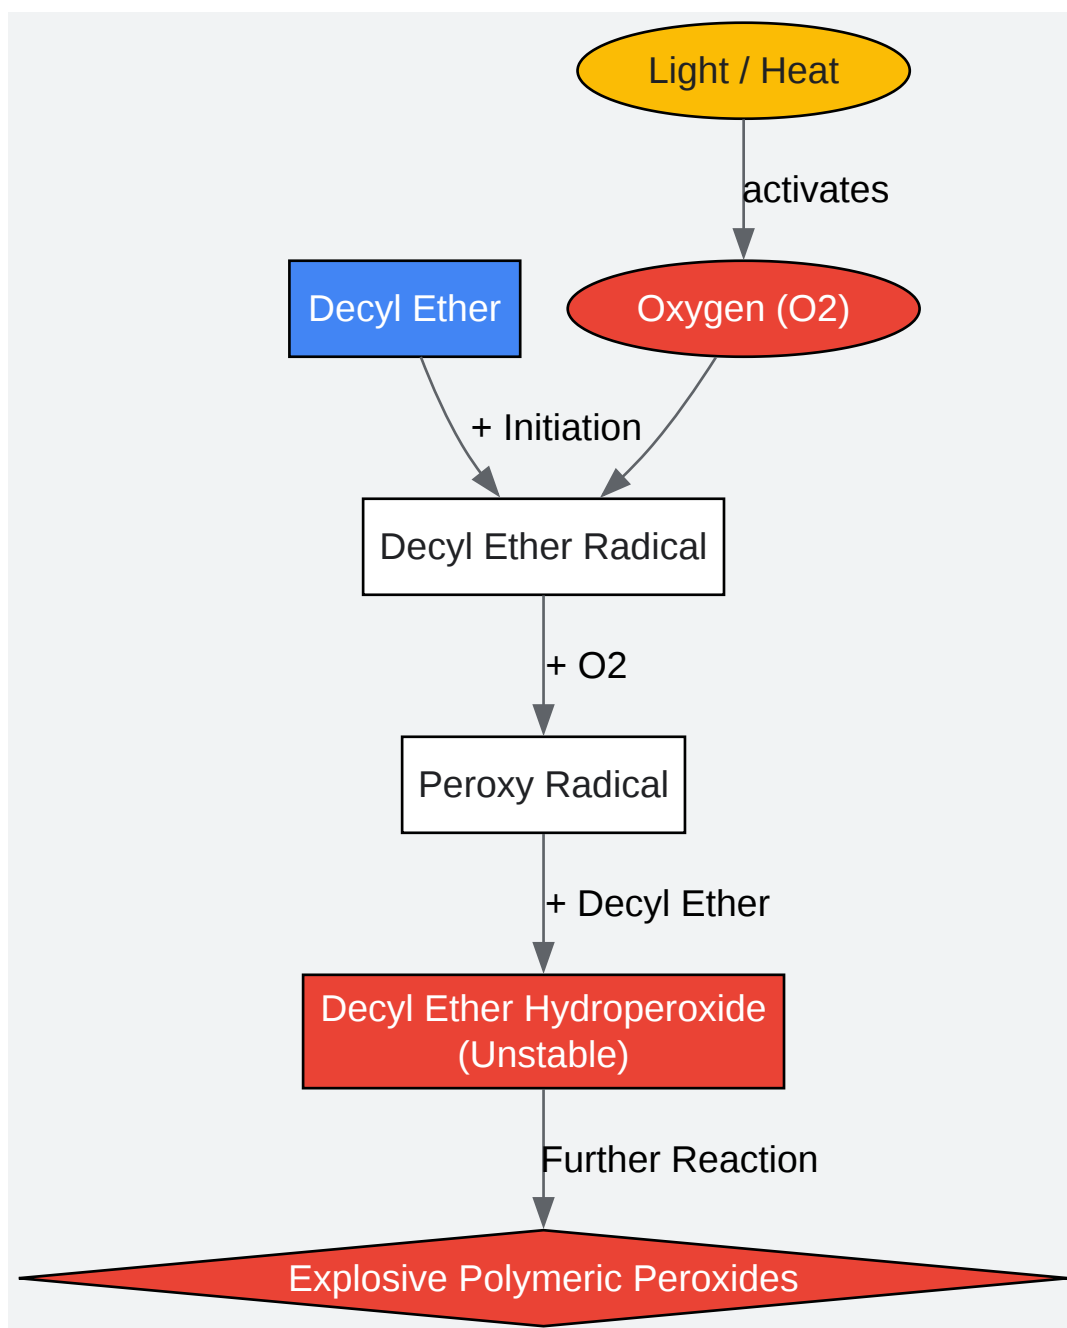 Light / Heat
activates
Decyl Ether
Oxygen (O2)
+ Initiation
Decyl Ether Radical
+ O2
Peroxy Radical
+ Decyl Ether
Decyl Ether Hydroperoxide
(Unstable)
Further Reaction
Explosive Polymeric Peroxides